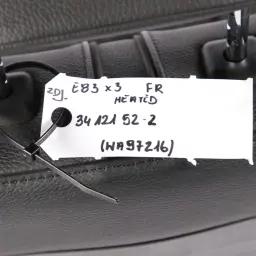 E83 X3 FR
HEATED
ZDJ.
34 121 52-2
(WA97216)